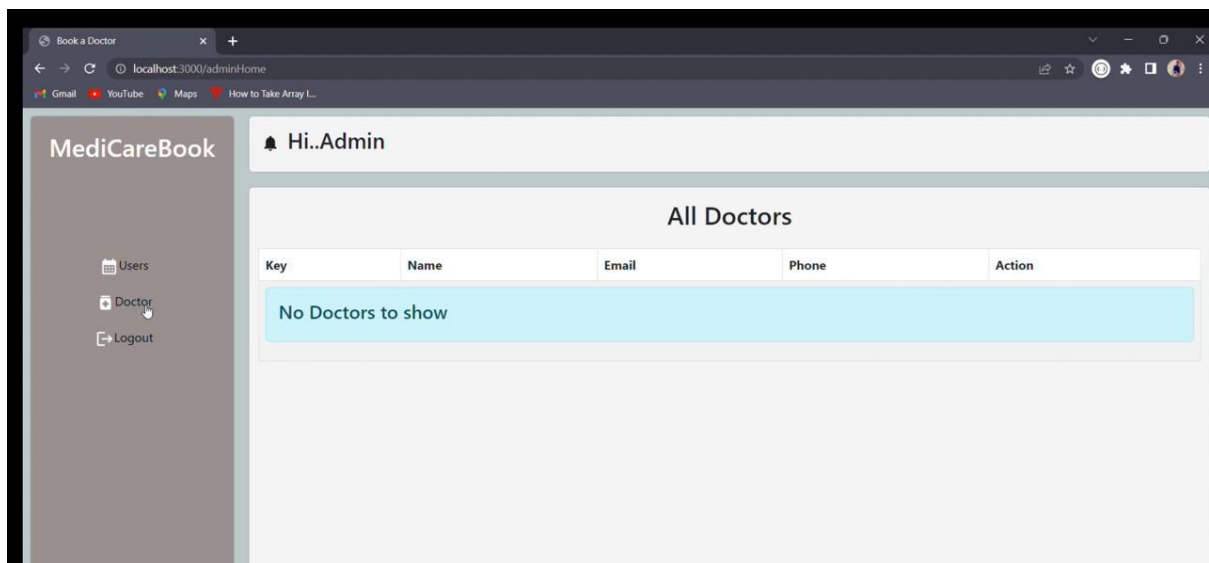 Book a Doctor
localhost:3000/adminHome
Gmail YouTube Maps How to Take Array I...
MediCareBook
Hi..Admin
Users
Doctor
Logout
All Doctors
Key Name Email Phone Action
No Doctors to show